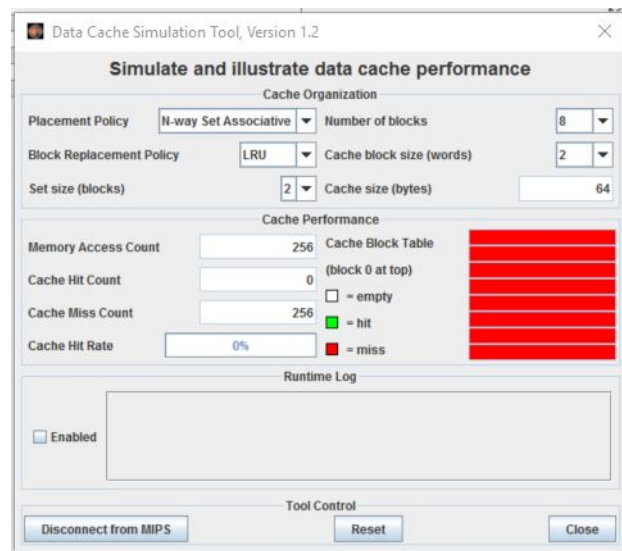 Data Cache Simulation Tool, Version 1.2
Simulate and illustrate data cache performance
Cache Organization
Placement Policy N-way Set Associative Number of blocks 8
Block Replacement Policy LRU Cache block size (words) 2
Set size (blocks) 2 Cache size (bytes) 64
Cache Performance
Memory Access Count 256 Cache Block Table
(block 0 at top)
Cache Hit Count 0
= empty
Cache Miss Count 256
= hit
Cache Hit Rate 0% = miss
Runtime Log
Enabled
Tool Control
Disconnect from MIPS Reset Close